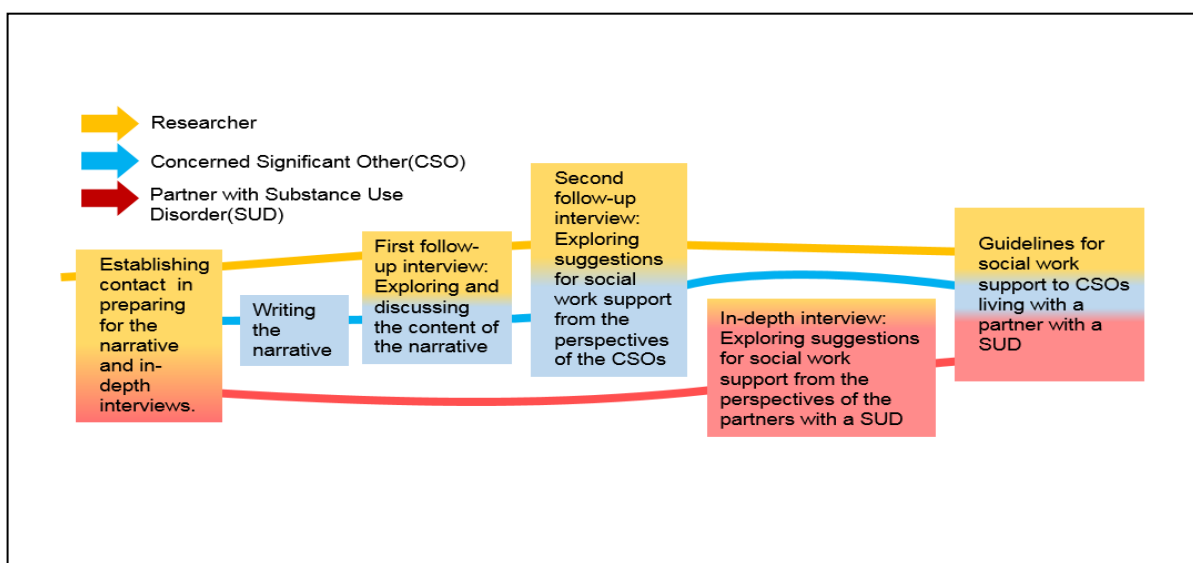 Researcher
Concerned Significant Other(CSO)
Partner with Substance Use
Disorder(SUD)
Establishing
contact in
preparing
for the
narrative
and in-
depth
interviews.
Writing
the
narrative
First follow-
up interview:
Exploring and
discussing
the content of
the narrative
Second
follow-up
interview:
Exploring
suggestions
for social
work support
from the
perspectives
of the CSOs
In-depth interview:
Exploring suggestions
for social work
support from the
perspectives of the
partners with a SUD
Guidelines for
social work
support to CSOs
living with a
partner with a
SUD